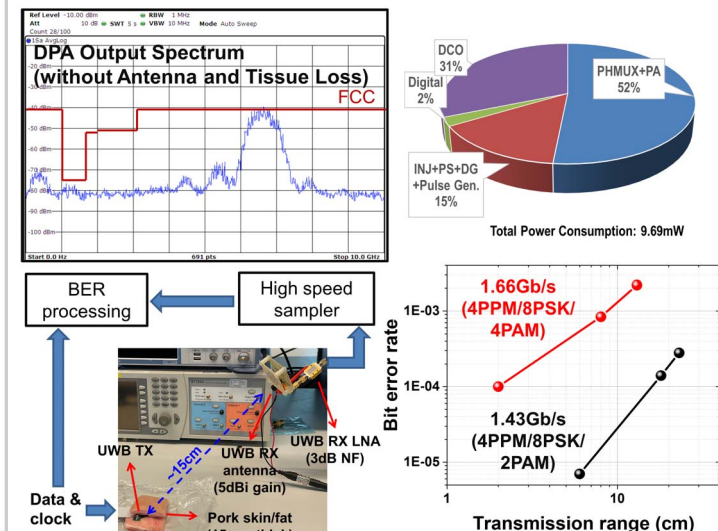 Ref Level -10.00 dBm RBW 1 MHz
Att 10 dB SWT 5 s VBW 10 MHz Mode Auto Sweep
Count 28/100
1Sa AvgLog
DPA Output Spectrum
-20 dBm
(without Antenna and Tissue Loss)
FCC
-50 dBm
-60 dBm
-70 dBm
-80 dBm
-90 dBm
-100 dBm
Start 0.0 Hz 691 pts Stop 10.0 GHz
DCO
31%
Digital
2%
PHMUX+PA
52%
INJ+PS+DG
+Pulse Gen.
15%
Total Power Consumption: 9.69mW
BER
processing
High speed
sampler
UWB TX
~15cm
UWB RX
antenna
(5dBi gain)
UWB RX LNA
(3dB NF)
Data &
clock
Pork skin/fat
Bit error rate
1E-03
1E-04
1E-05
1.66Gb/s
(4PPM/8PSK/
4PAM)
1.43Gb/s
(4PPM/8PSK/
2PAM)
1 10
Transmission range (cm)